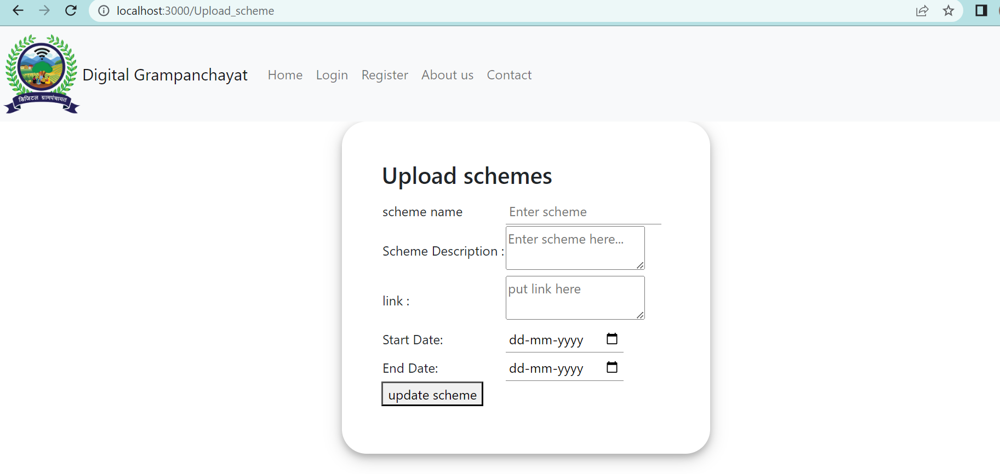 localhost:3000/Upload_scheme
डिजिटल ग्रामपंचायत
Digital Grampanchayat Home Login Register About us Contact
Upload schemes
scheme name Enter scheme
Scheme Description : Enter scheme here...
link : put link here
Start Date: dd-mm-yyyy
End Date: dd-mm-yyyy
update scheme